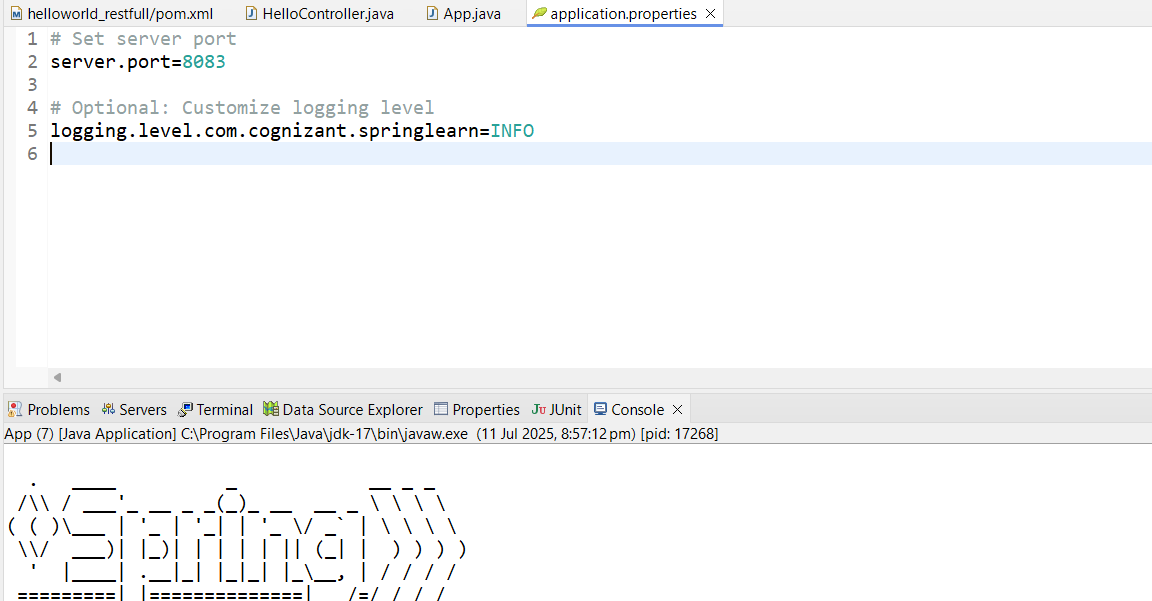 helloworld_restfull/pom.xml HelloController.java App.java application.properties
1 # Set server port
2 server.port=8083
3
4 # Optional: Customize logging level
5 logging.level.com.cognizant.springlearn=INFO
6
Problems Servers Terminal Data Source Explorer Properties JUnit Console
App (7) [Java Application] C:\Program Files\Java\jdk-17\bin\javaw.exe (11 Jul 2025, 8:57:12 pm) [pid: 17268]
  .   ____          _            __ _ _
 /\\ / ___'_ __ _ _(_)_ __  __ _ \ \ \ \
( ( )\___ | '_ | '_| | '_ \/ _` | \ \ \ \
 \\/  ___)| |_)| | | | | || (_| |  ) ) ) )
  '  |____| .__|_| |_|_| |_\__, | / / / /
 =========|_|==============|___/=/_/_/_/